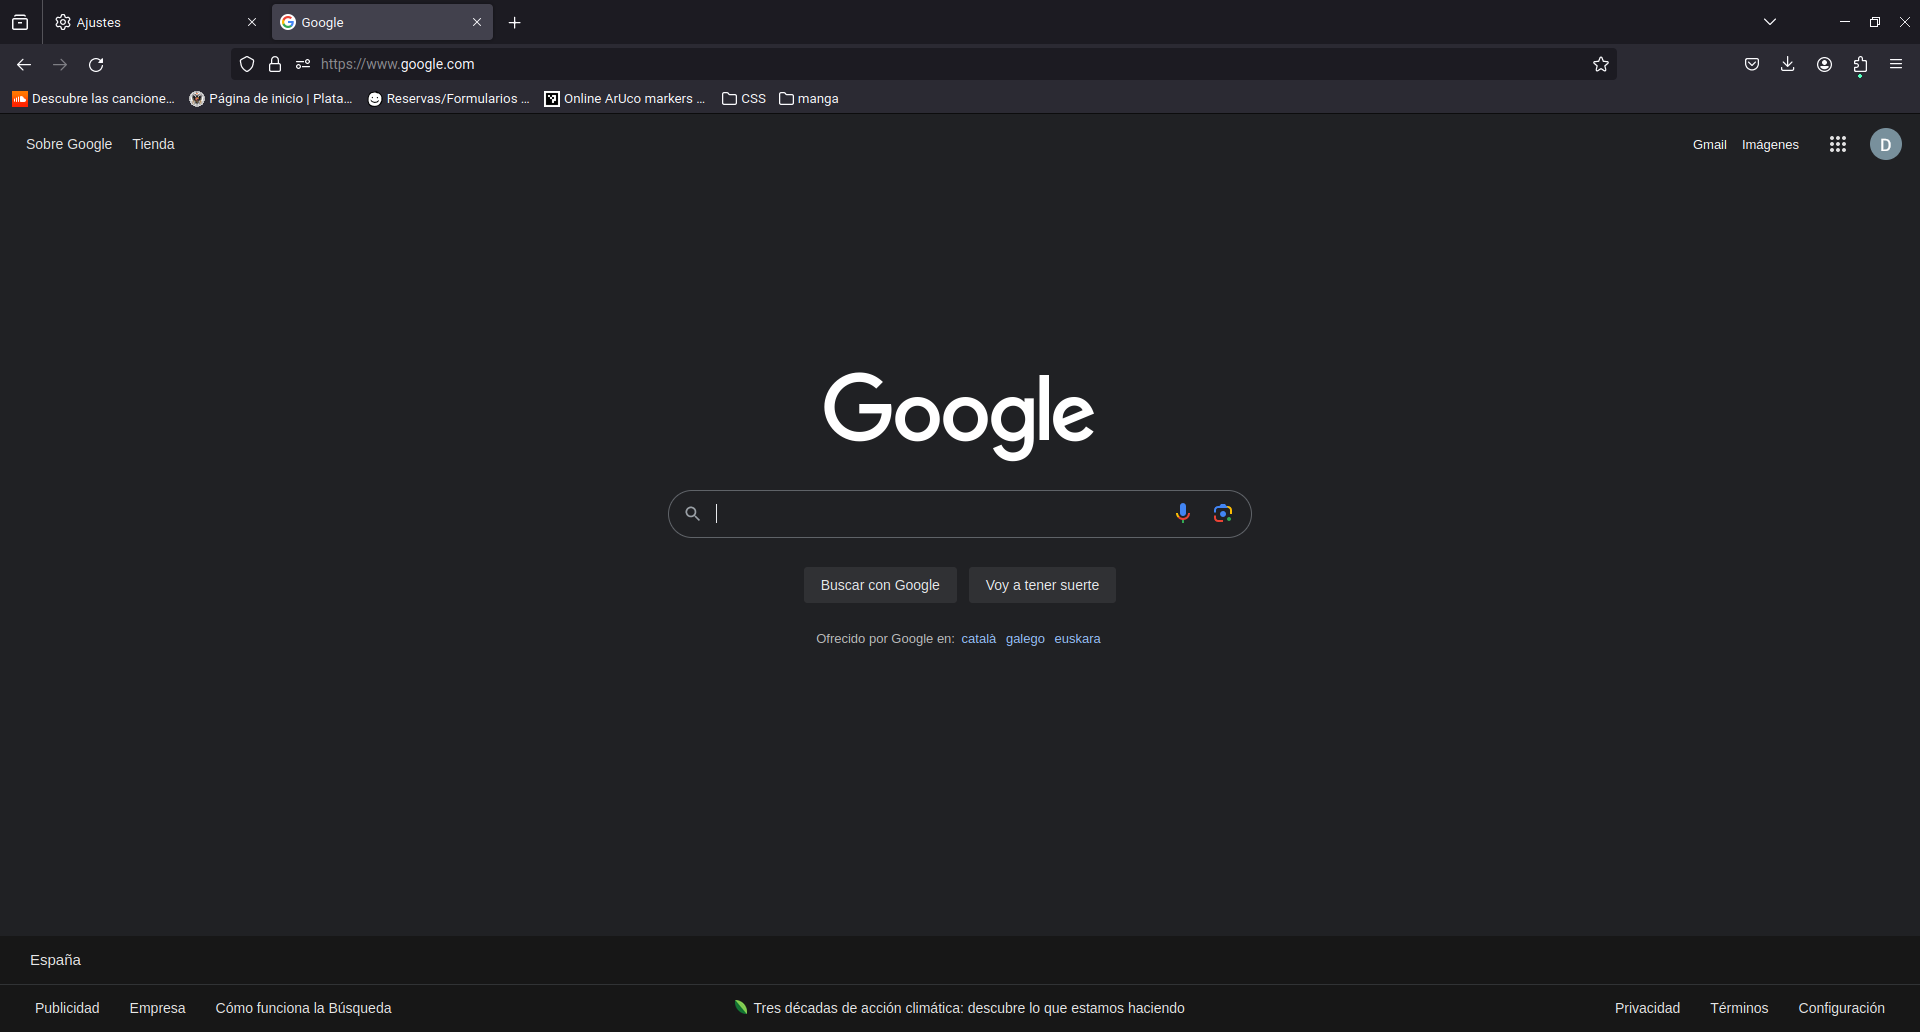 Ajustes
Google
https://www.google.com
Descubre las cancione...
Página de inicio | Plata...
Reservas/Formularios ...
Online ArUco markers ...
CSS
manga
Sobre Google
Tienda
Gmail
Imágenes
D
Google
Buscar con Google
Voy a tener suerte
Ofrecido por Google en: català galego euskara
España
Publicidad
Empresa
Cómo funciona la Búsqueda
Tres décadas de acción climática: descubre lo que estamos haciendo
Privacidad
Términos
Configuración